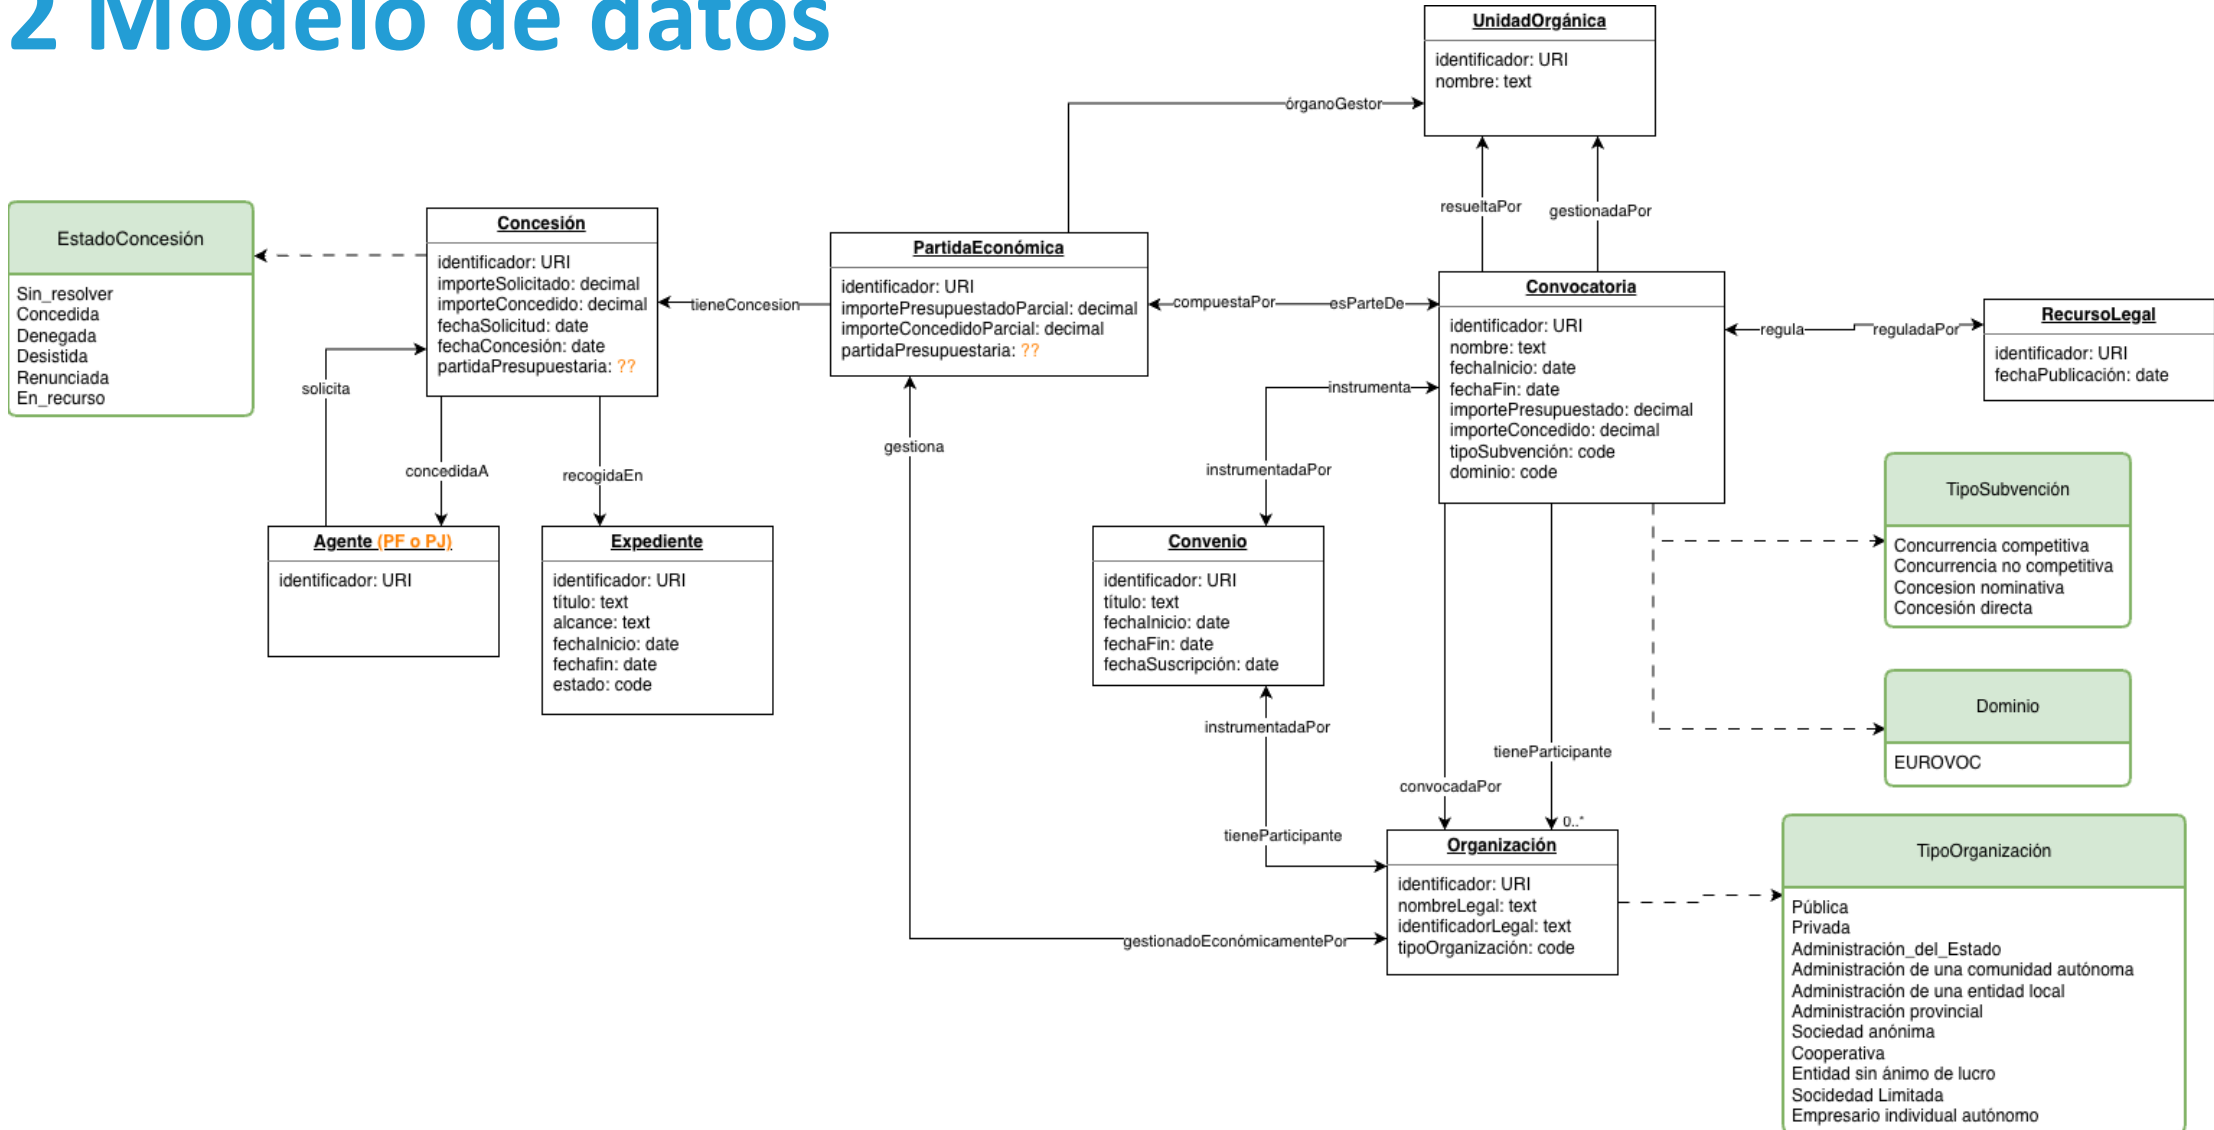 2 Modelo de datos
UnidadOrgánica
identificador: URI
nombre: text
órganoGestor
resueltaPor
gestionadaPor
EstadoConcesión
Sin_resolver
Concedida
Denegada
Desistida
Renunciada
En_recurso
Concesión
identificador: URI
importeSolicitado: decimal
importeConcedido: decimal
fechaSolicitud: date
fechaConcesión: date
partidaPresupuestaria: ??
tieneConcesion
PartidaEconómica
identificador: URI
importePresupuestadoParcial: decimal
importeConcedidoParcial: decimal
partidaPresupuestaria: ??
compuestaPor
esParteDe
Convocatoria
identificador: URI
nombre: text
fechaInicio: date
fechaFin: date
importePresupuestado: decimal
importeConcedido: decimal
tipoSubvención: code
dominio: code
regula
reguladaPor
RecursoLegal
identificador: URI
fechaPublicación: date
solicita
concedidaA
recogidaEn
gestiona
instrumenta
instrumentadaPor
Agente (PF o PJ)
identificador: URI
Expediente
identificador: URI
título: text
alcance: text
fechaInicio: date
fechafin: date
estado: code
Convenio
identificador: URI
título: text
fechaInicio: date
fechaFin: date
fechaSuscripción: date
TipoSubvención
Concurrencia competitiva
Concurrencia no competitiva
Concesion nominativa
Concesión directa
Dominio
EUROVOC
instrumentadaPor
tieneParticipante
tieneParticipante
convocadaPor
0..*
Organización
identificador: URI
nombreLegal: text
identificadorLegal: text
tipoOrganización: code
gestionadoEconómicamentePor
TipoOrganización
Pública
Privada
Administración_del_Estado
Administración de una comunidad autónoma
Administración de una entidad local
Administración provincial
Sociedad anónima
Cooperativa
Entidad sin ánimo de lucro
Socidedad Limitada
Empresario individual autónomo